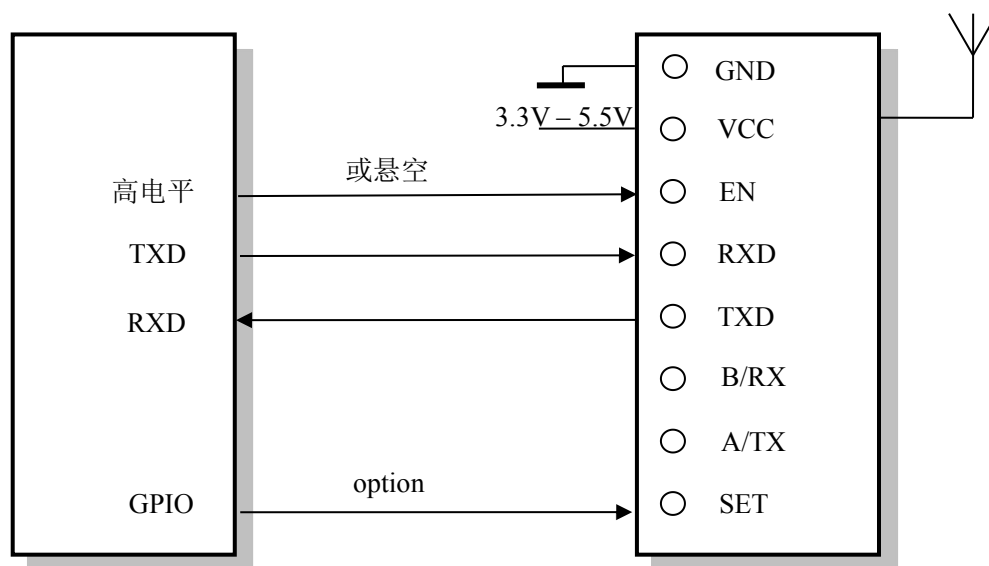 GND
3.3V – 5.5V
VCC
高电平
或悬空
EN
TXD
RXD
RXD
TXD
B/RX
A/TX
GPIO
option
SET